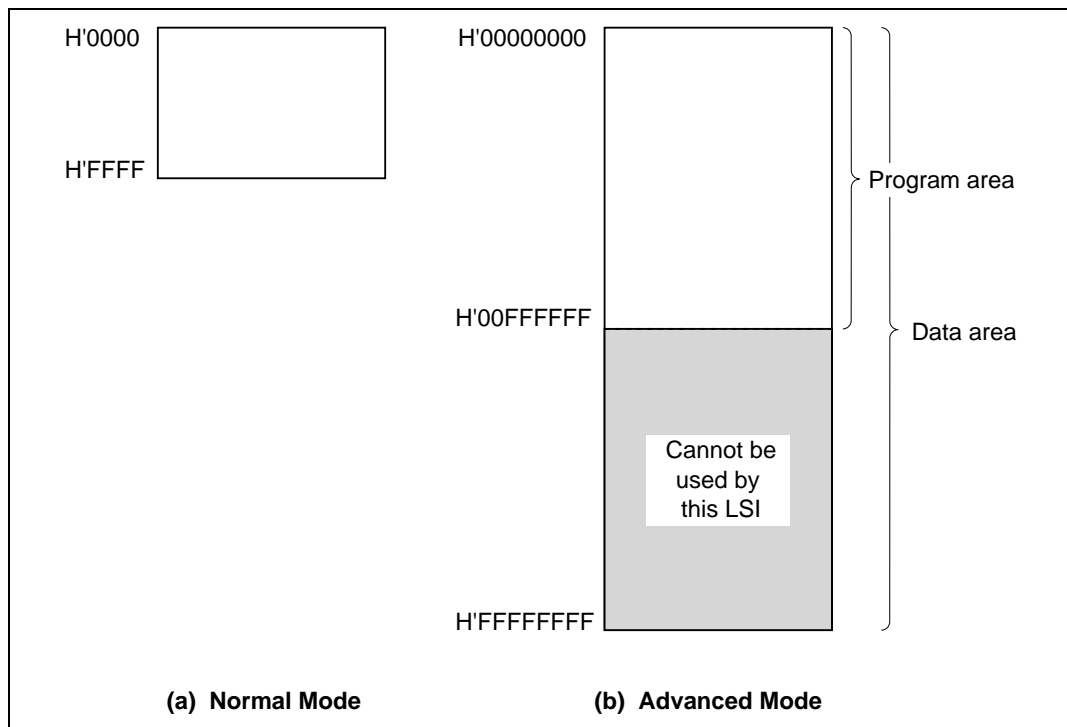 H'0000
H'FFFF
H'00000000
H'00FFFFFF
H'FFFFFFFF
Program area
Data area
Cannot be
used by
this LSI
(a) Normal Mode
(b) Advanced Mode